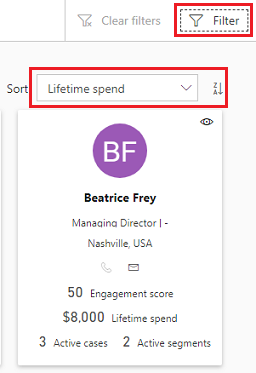 Clear filters Filter
Sort Lifetime spend
BF
Beatrice Frey
Managing Director | -
Nashville, USA
50 Engagement score
$8,000 Lifetime spend
3 Active cases 2 Active segments